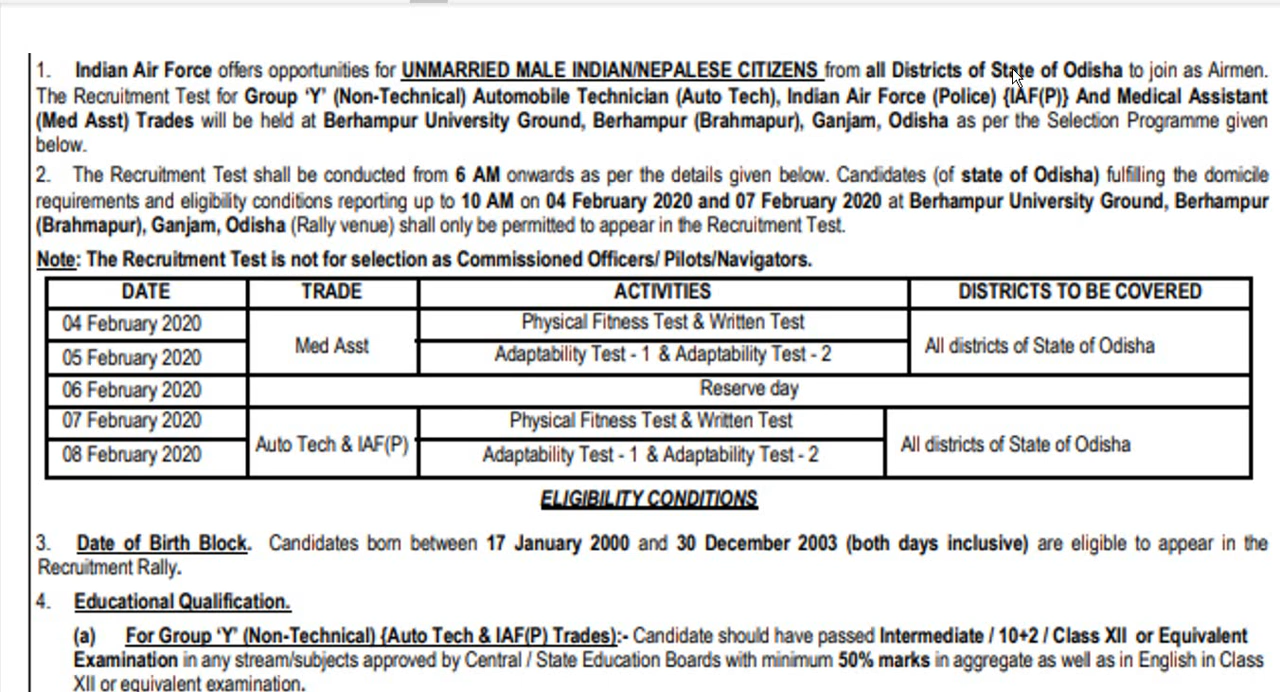 1. Indian Air Force offers opportunities for UNMARRIED MALE INDIAN/NEPALESE CITIZENS from all Districts of State of Odisha to join as Airmen.
The Recruitment Test for Group ‘Y’ (Non-Technical) Automobile Technician (Auto Tech), Indian Air Force (Police) {IAF(P)} And Medical Assistant
(Med Asst) Trades will be held at Berhampur University Ground, Berhampur (Brahmapur), Ganjam, Odisha as per the Selection Programme given
below.
2. The Recruitment Test shall be conducted from 6 AM onwards as per the details given below. Candidates (of state of Odisha) fulfilling the domicile
requirements and eligibility conditions reporting up to 10 AM on 04 February 2020 and 07 February 2020 at Berhampur University Ground, Berhampur
(Brahmapur), Ganjam, Odisha (Rally venue) shall only be permitted to appear in the Recruitment Test.
Note: The Recruitment Test is not for selection as Commissioned Officers/ Pilots/Navigators.
DATE TRADE ACTIVITIES DISTRICTS TO BE COVERED
04 February 2020 Physical Fitness Test & Written Test
Med Asst All districts of State of Odisha
05 February 2020 Adaptability Test - 1 & Adaptability Test - 2
06 February 2020 Reserve day
07 February 2020 Physical Fitness Test & Written Test
Auto Tech & IAF(P) All districts of State of Odisha
08 February 2020 Adaptability Test - 1 & Adaptability Test - 2
ELIGIBILITY CONDITIONS
3. Date of Birth Block. Candidates born between 17 January 2000 and 30 December 2003 (both days inclusive) are eligible to appear in the
Recruitment Rally.
4. Educational Qualification.
(a) For Group ‘Y’ (Non-Technical) {Auto Tech & IAF(P) Trades):- Candidate should have passed Intermediate / 10+2 / Class XII or Equivalent
Examination in any stream/subjects approved by Central / State Education Boards with minimum 50% marks in aggregate as well as in English in Class
XII or equivalent examination.